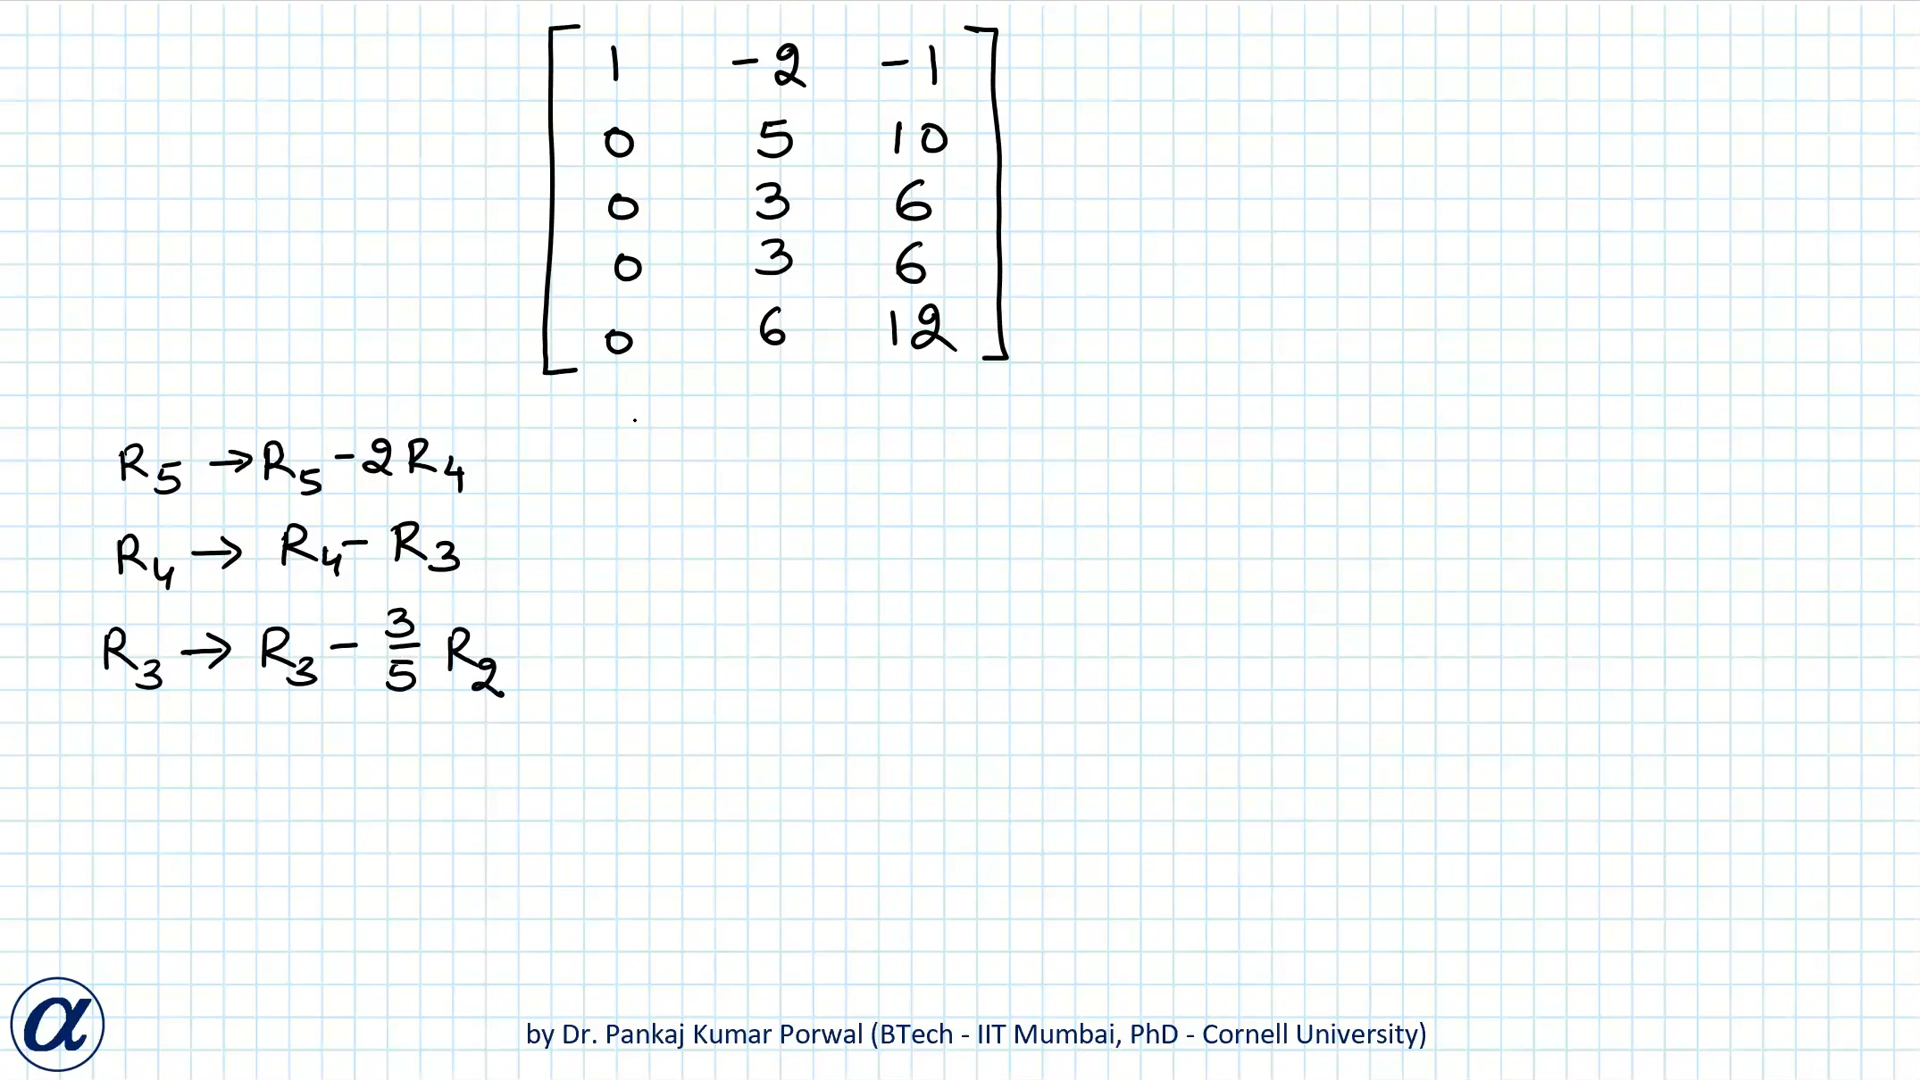 1 -2 -1
0 5 10
0 3 6
0 3 6
0 6 12
R5 → R5 - 2R4
R4 → R4 - R3
R3 → R3 - 3/5 R2
α
by Dr. Pankaj Kumar Porwal (BTech - IIT Mumbai, PhD - Cornell University)